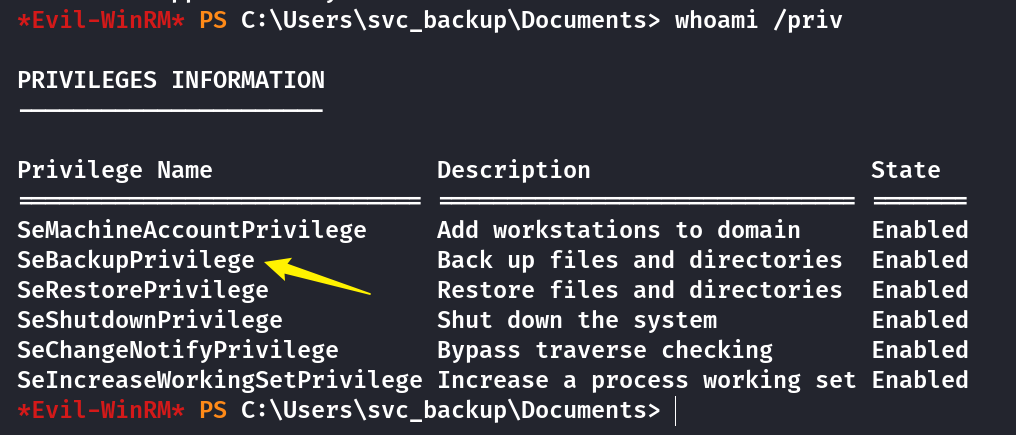 *Evil-WinRM* PS C:\Users\svc_backup\Documents> whoami /priv
PRIVILEGES INFORMATION
Privilege Name Description State
SeMachineAccountPrivilege Add workstations to domain Enabled
SeBackupPrivilege Back up files and directories Enabled
SeRestorePrivilege Restore files and directories Enabled
SeShutdownPrivilege Shut down the system Enabled
SeChangeNotifyPrivilege Bypass traverse checking Enabled
SeIncreaseWorkingSetPrivilege Increase a process working set Enabled
*Evil-WinRM* PS C:\Users\svc_backup\Documents>